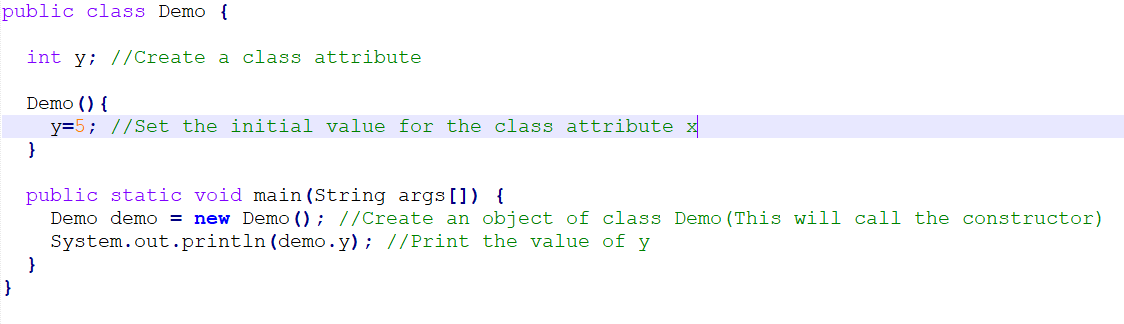 public class Demo {
int y; //Create a class attribute
Demo(){
y=5; //Set the initial value for the class attribute x
}
public static void main(String args[]) {
Demo demo = new Demo(); //Create an object of class Demo(This will call the constructor)
System.out.println(demo.y); //Print the value of y
}
}